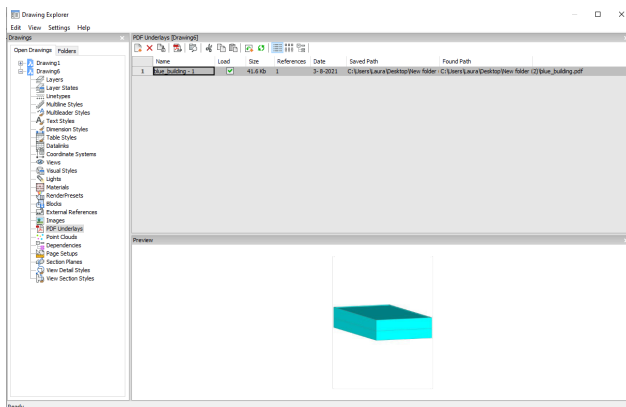 Drawing Explorer
Edit View Settings Help
Drawings
PDF Underlays [Drawing6]
Open Drawings Folders
Name Load Size References Date Saved Path Found Path
1 blue_building - 1 41.6 Kb 1 3- 8-2021 C:\Users\Laura\Desktop\New folder C:\Users\Laura\Desktop\New folder (2)\blue_building.pdf
Drawing1
Drawing6
Layers
Layer States
Linetypes
Multiline Styles
Multileader Styles
Text Styles
Dimension Styles
Table Styles
Datalinks
Coordinate Systems
Views
Visual Styles
Lights
Materials
RenderPresets
Blocks
External References
Images
PDF Underlays
Point Clouds
Dependencies
Page Setups
Section Planes
View Detail Styles
View Section Styles
Preview
Ready